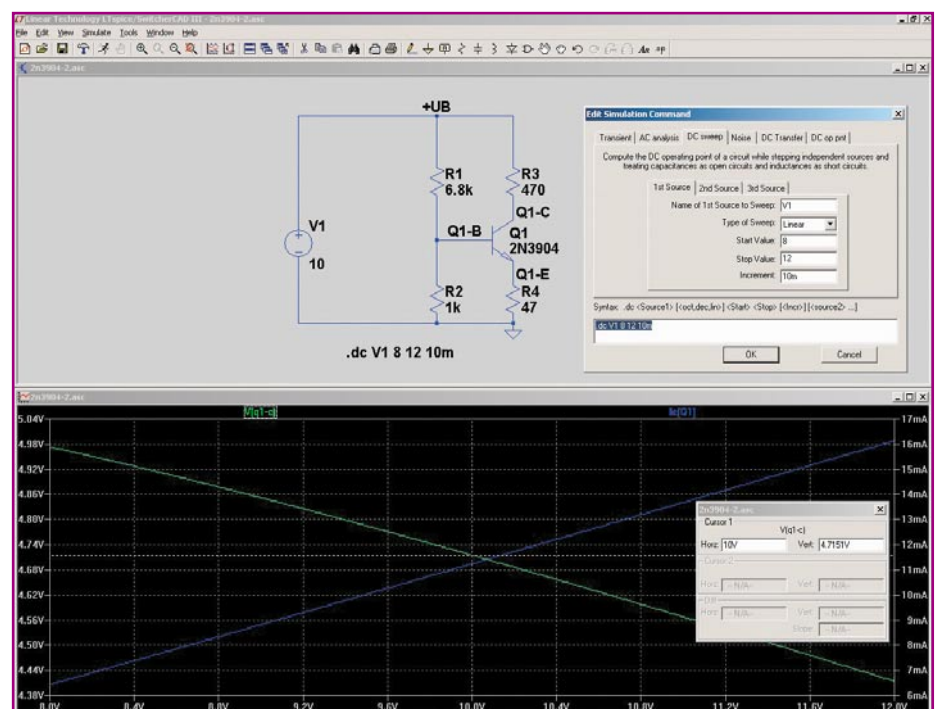 Linear Technology LTspice/SwitcherCAD III - 2n3904-2.asc
File Edit View Simulate Tools Window Help
2n3904-2.asc
+UB
R1
6.8k
R3
470
Q1-C
Q1-B
Q1
2N3904
V1
10
Q1-E
R2
1k
R4
47
.dc V1 8 12 10m
Edit Simulation Command
Transient AC analysis DC sweep Noise DC Transfer DC op pnt
Compute the DC operating point of a circuit while stepping independent sources and
treating capacitances as open circuits and inductances as short circuits.
1st Source 2nd Source 3rd Source
Name of 1st Source to Sweep: V1
Type of Sweep: Linear
Start Value: 8
Stop Value: 12
Increment: 10m
Syntax: .dc <Source1> [<oct,dec,lin>] <Start> <Stop> [<Incr>] [<source2> ...]
.dc V1 8 12 10m
OK Cancel
2n3904-2.asc
V(q1-c) Ic(Q1)
5.04V 17mA
4.98V 16mA
4.92V 15mA
4.86V 14mA
4.80V 13mA
4.74V 12mA
4.68V 11mA
4.62V 10mA
4.56V 9mA
4.50V 8mA
4.44V 7mA
4.38V 6mA
8.0V 8.4V 8.8V 9.2V 9.6V 10.0V 10.4V 10.8V 11.2V 11.6V 12.0V
2n3904-2.asc
Cursor 1
V(q1-c)
Horz: 10V Vert: 4.7151V
Cursor 2
Horz: -- N/A-- Vert: -- N/A--
Diff
Horz: -- N/A-- Vert: -- N/A--
Slope: -- N/A--